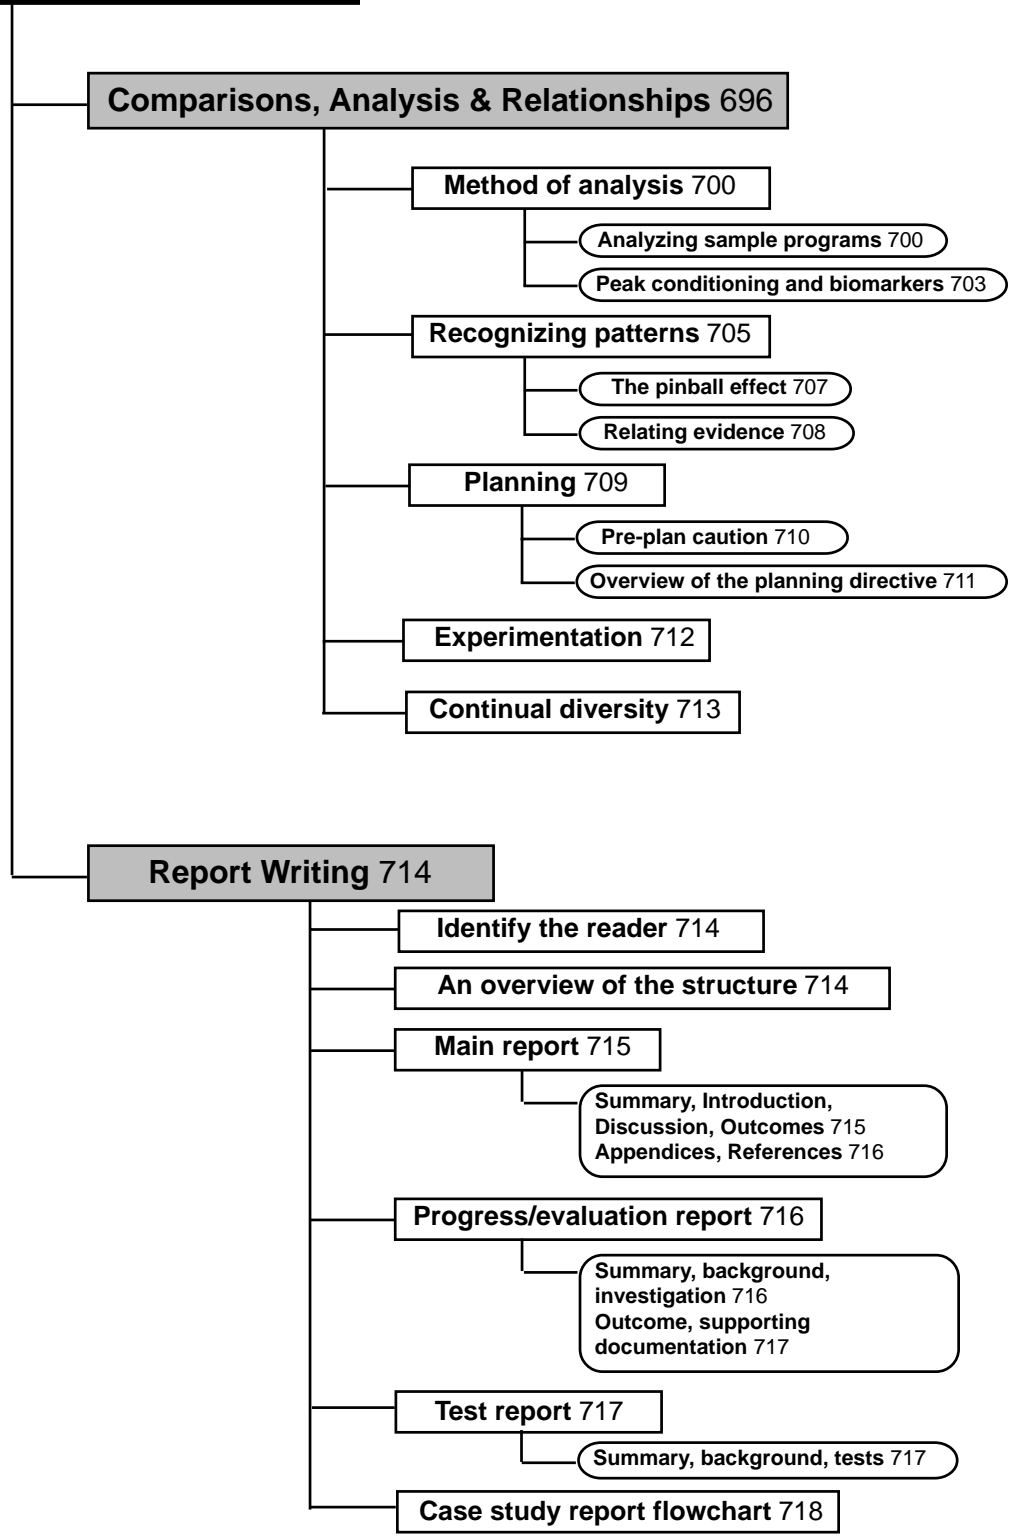 Comparisons, Analysis & Relationships 696
Method of analysis 700
Analyzing sample programs 700
Peak conditioning and biomarkers 703
Recognizing patterns 705
The pinball effect 707
Relating evidence 708
Planning 709
Pre-plan caution 710
Overview of the planning directive 711
Experimentation 712
Continual diversity 713
Report Writing 714
Identify the reader 714
An overview of the structure 714
Main report 715
Summary, Introduction,
Discussion, Outcomes 715
Appendices, References 716
Progress/evaluation report 716
Summary, background,
investigation 716
Outcome, supporting
documentation 717
Test report 717
Summary, background, tests 717
Case study report flowchart 718